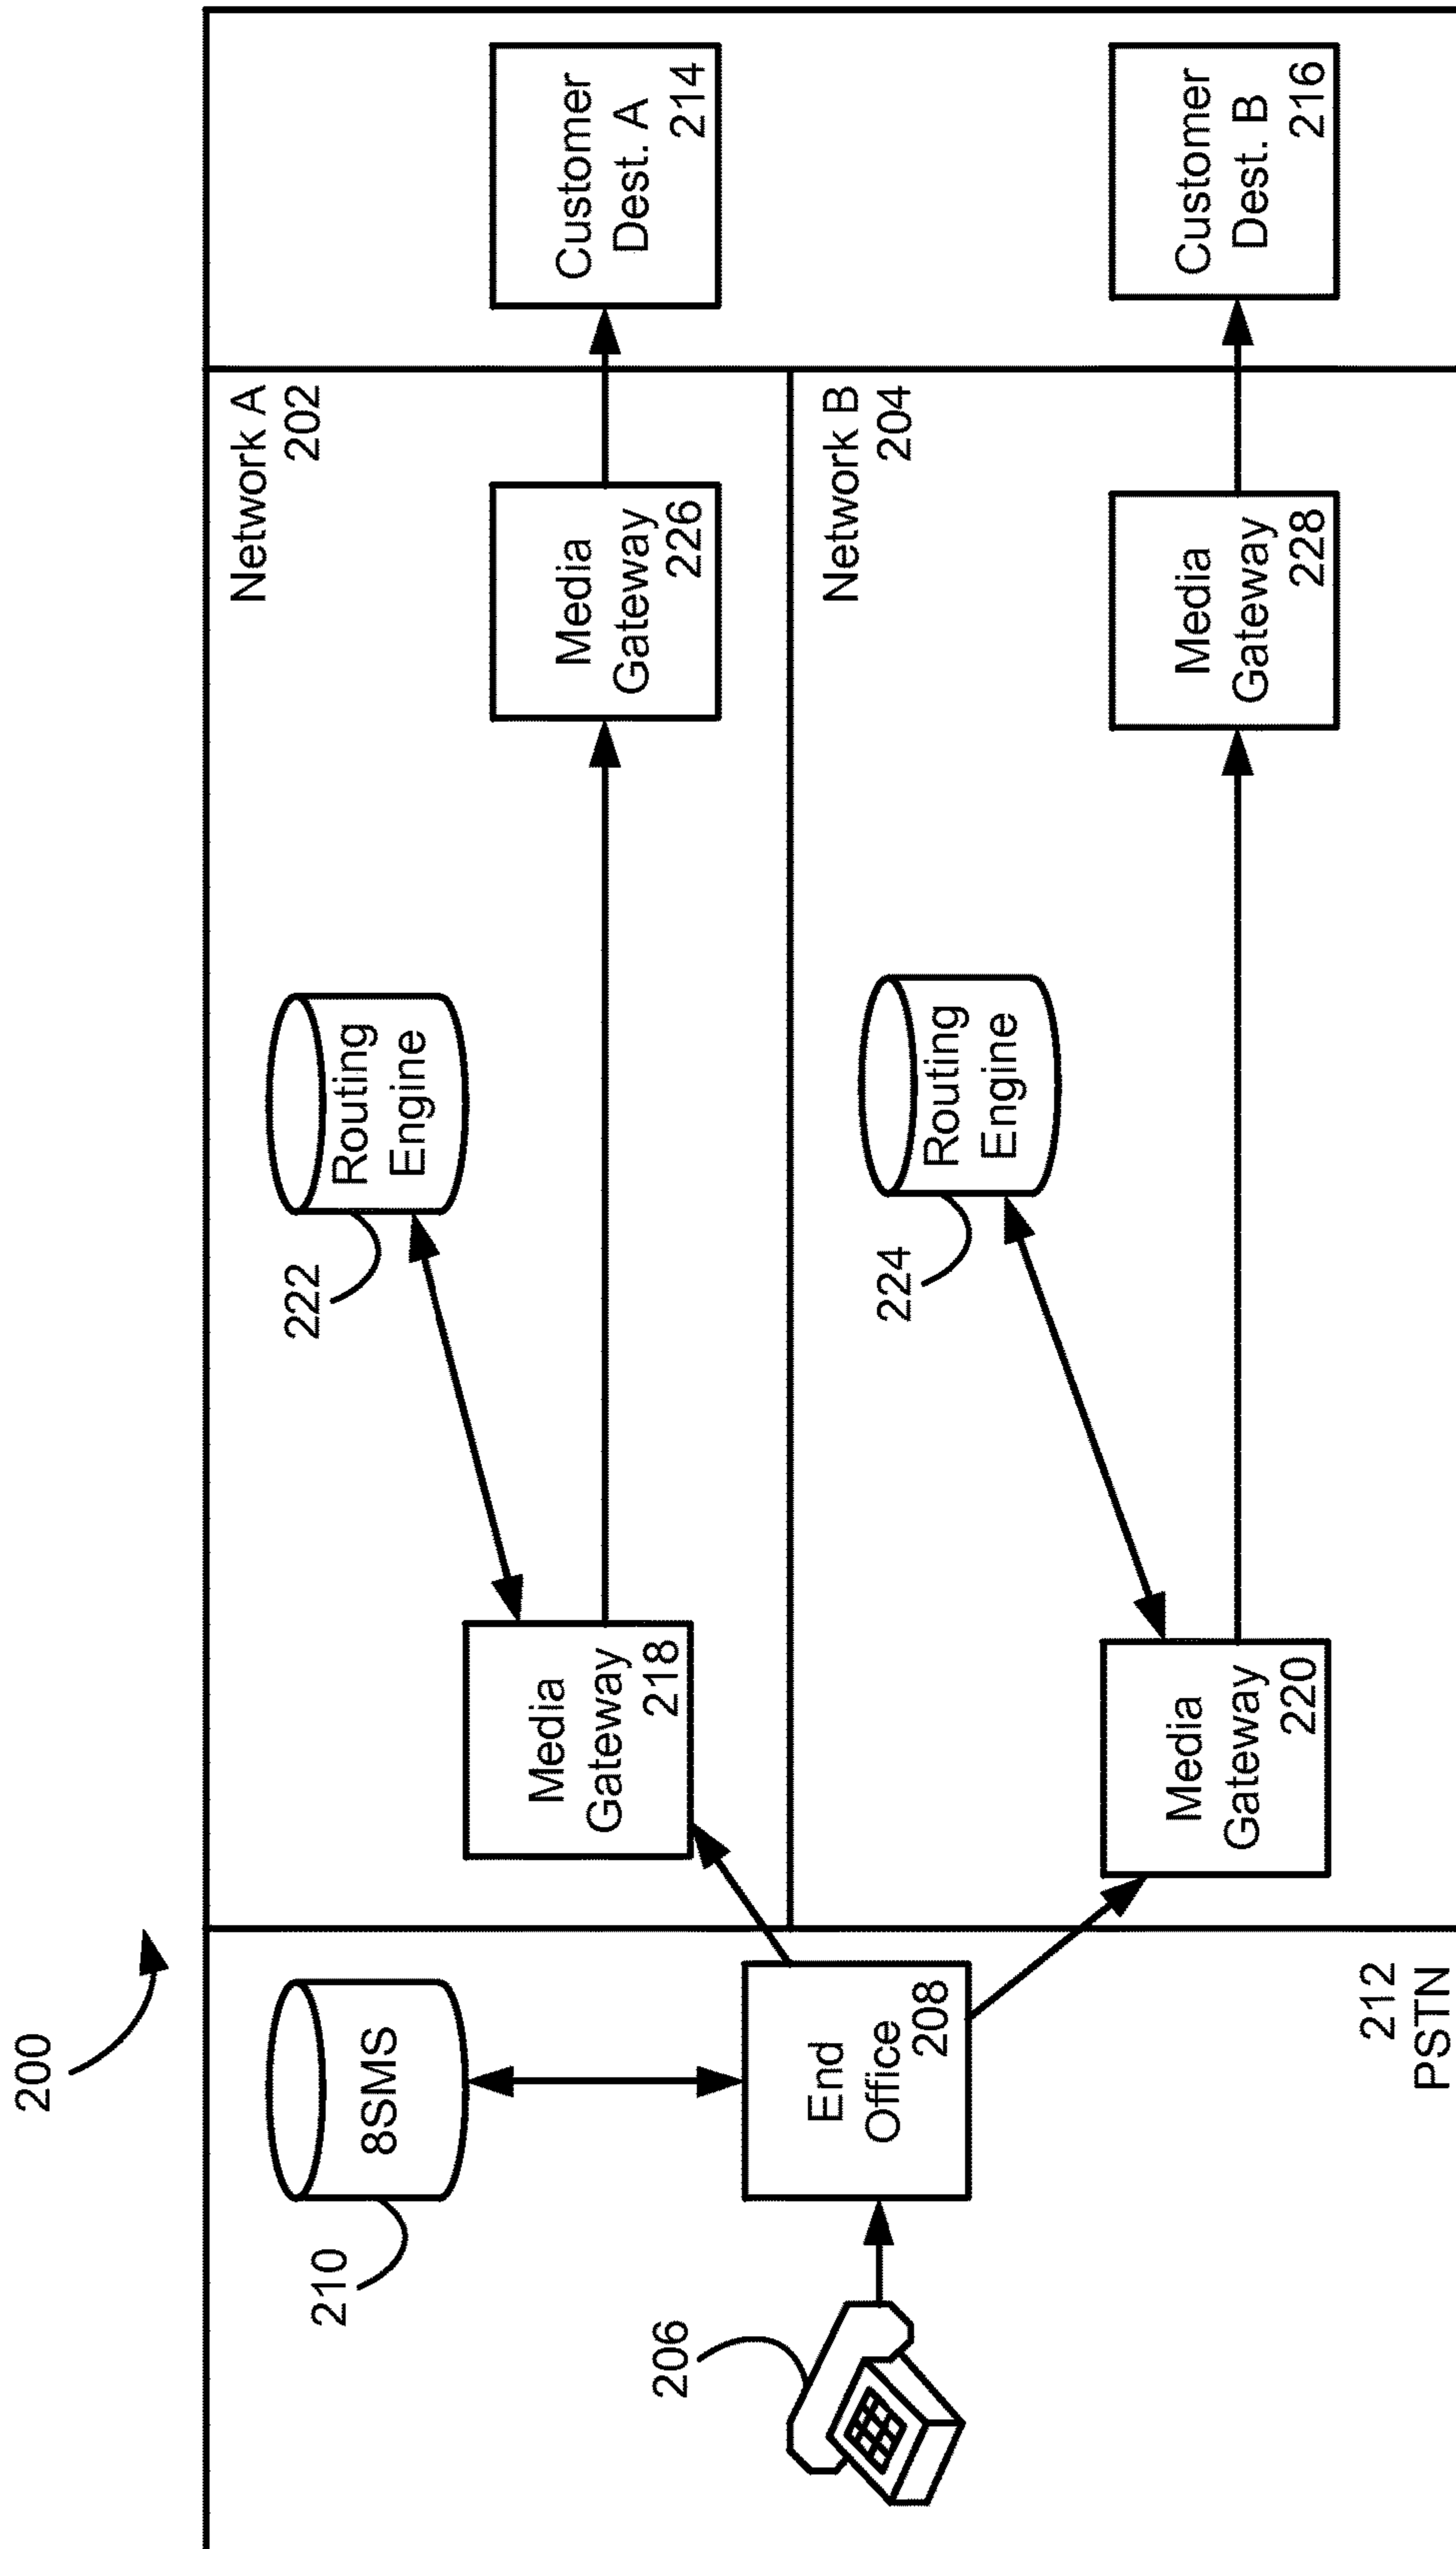 200
210
8SMS
206
End
Office
208
212
PSTN
Network A
202
Media
Gateway
218
222
Routing
Engine
Media
Gateway
226
Customer
Dest. A
214
Network B
204
Media
Gateway
220
224
Routing
Engine
Media
Gateway
228
Customer
Dest. B
216